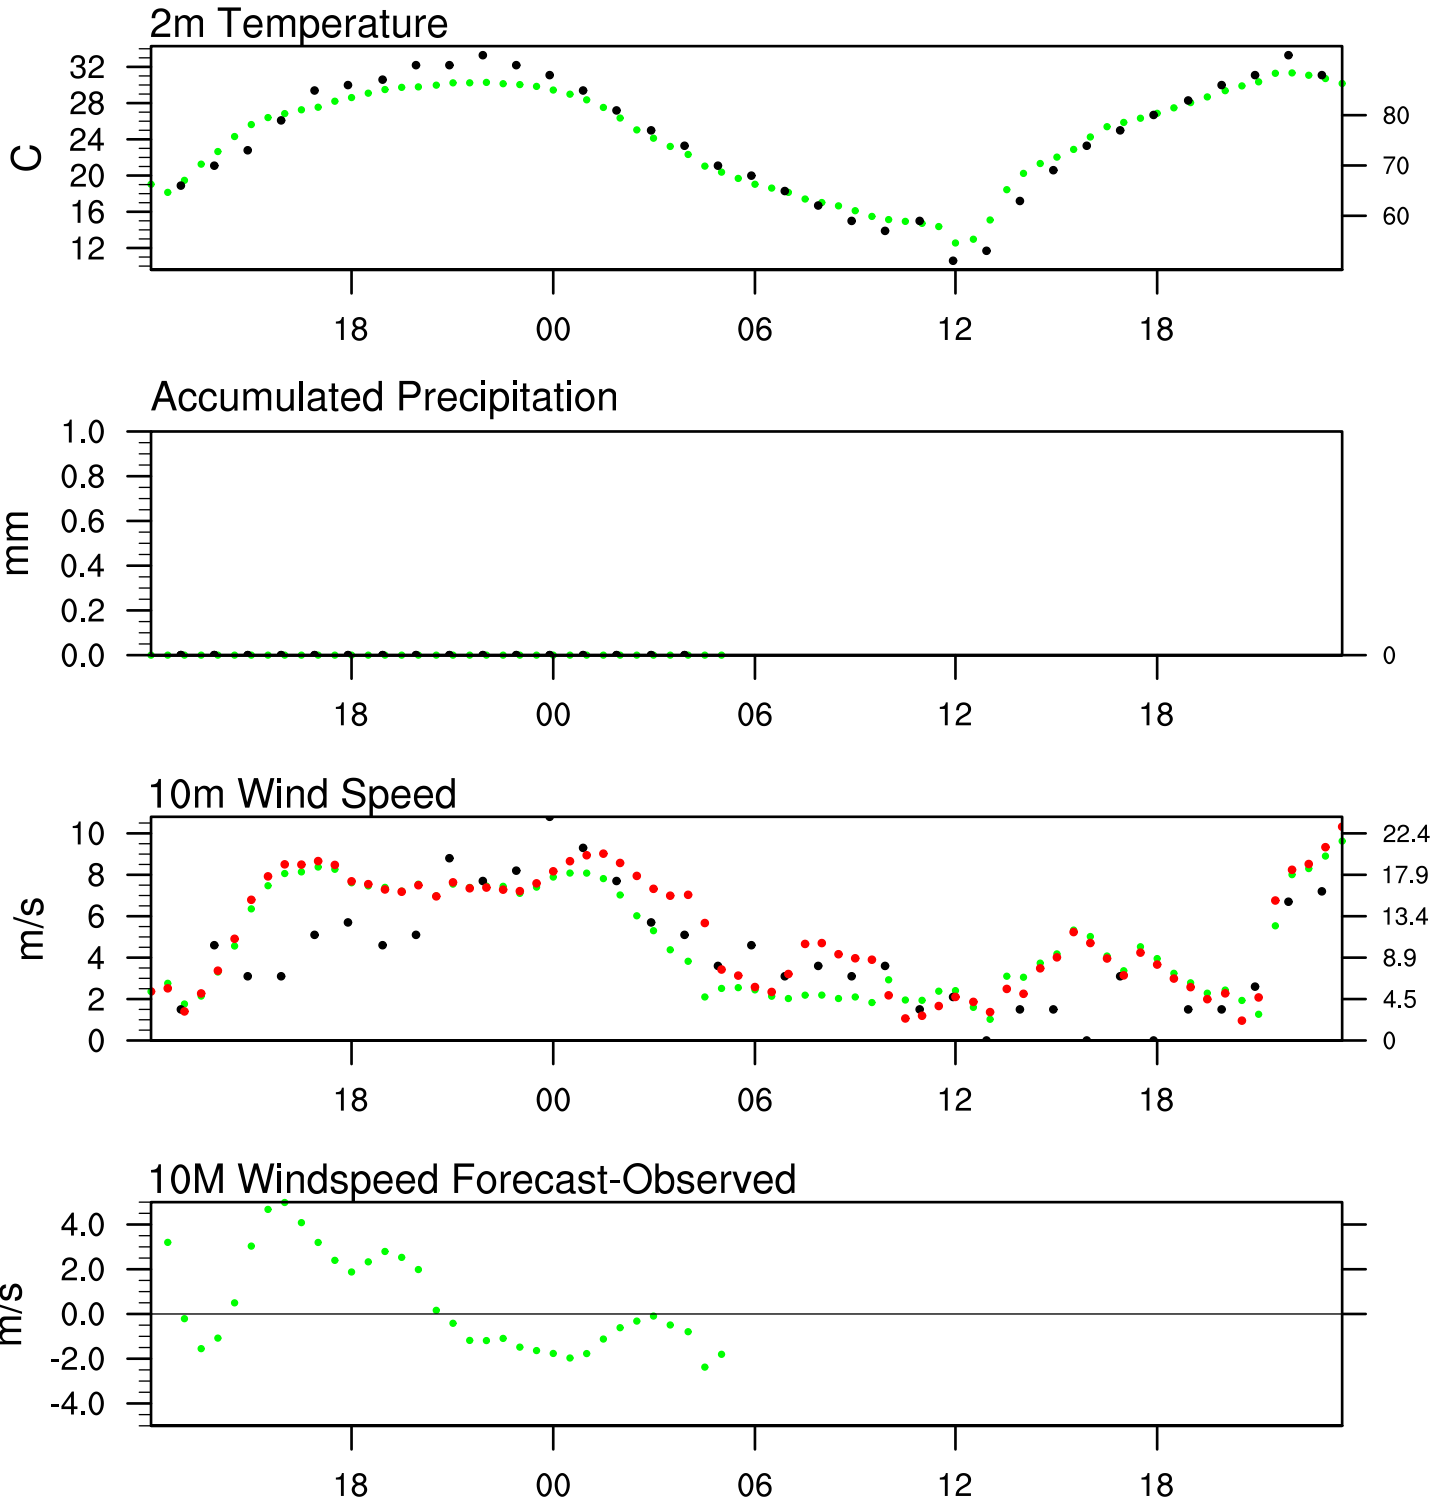 2m Temperature
32
28
24
20
16
12
C
80
70
60
18 00 06 12 18
Accumulated Precipitation
1.0
0.8
0.6
0.4
0.2
0.0
mm
0
18 00 06 12 18
10m Wind Speed
10
8
6
4
2
0
m/s
22.4
17.9
13.4
8.9
4.5
0
18 00 06 12 18
10M Windspeed Forecast-Observed
4.0
2.0
0.0
-2.0
-4.0
m/s
18 00 06 12 18